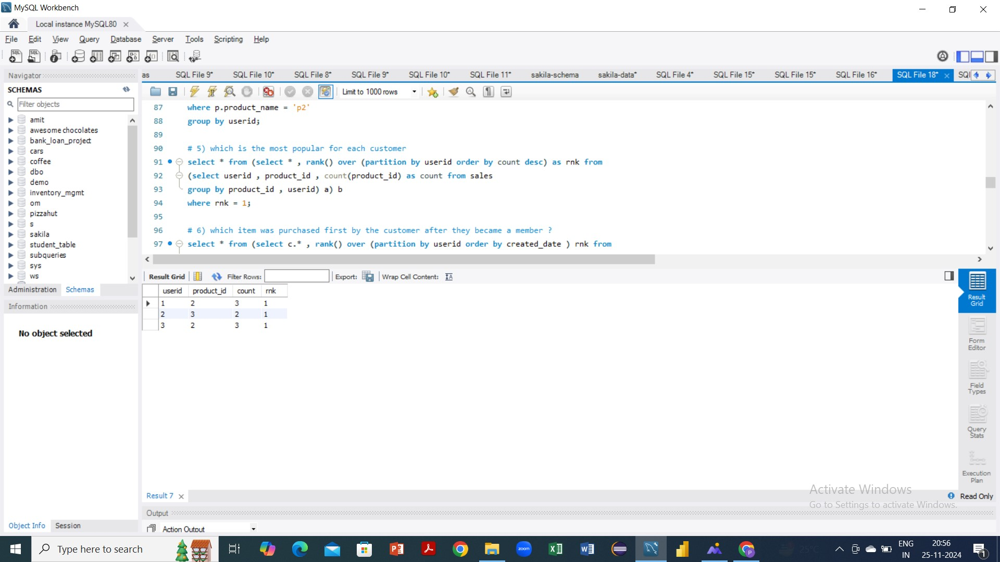 MySQL Workbench
Local instance MySQL80
File Edit View Query Database Server Tools Scripting Help
Navigator
as SQL File 9* SQL File 10* SQL File 8* SQL File 9* SQL File 10* SQL File 11* sakila-schema sakila-data* SQL File 4* SQL File 15* SQL File 15* SQL File 16* SQL File 18* SQL
SCHEMAS
Limit to 1000 rows
Filter objects
amit
awesome chocolates
bank_loan_project
cars
coffee
dbo
demo
inventory_mgmt
om
pizzahut
s
sakila
student_table
subqueries
sys
ws
Administration Schemas
Information
No object selected
Object Info Session
87 where p.product_name = 'p2'
88 group by userid;
89
90 # 5) which is the most popular for each customer
91 select * from (select * , rank() over (partition by userid order by count desc) as rnk from
92 (select userid , product_id , count(product_id) as count from sales
93 group by product_id , userid) a) b
94 where rnk = 1;
95
96 # 6) which item was purchased first by the customer after they became a member ?
97 select * from (select c.* , rank() over (partition by userid order by created_date ) rnk from
Result Grid Filter Rows: Export: Wrap Cell Content:
userid product_id count rnk
1 2 3 1
2 3 2 1
3 2 3 1
Result Grid
Form Editor
Field Types
Query Stats
Execution Plan
Activate Windows
Go to Settings to activate Windows.
Result 7
Read Only
Output
Action Output
Type here to search
zoom
25°C
ENG
IN
20:56
25-11-2024
1